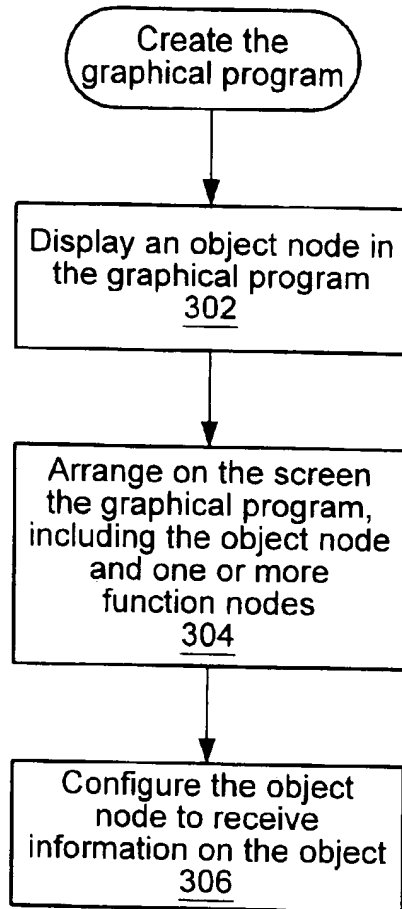 Create the
graphical program
Display an object node in
the graphical program
302
Arrange on the screen
the graphical program,
including the object node
and one or more
function nodes
304
Configure the object
node to receive
information on the object
306